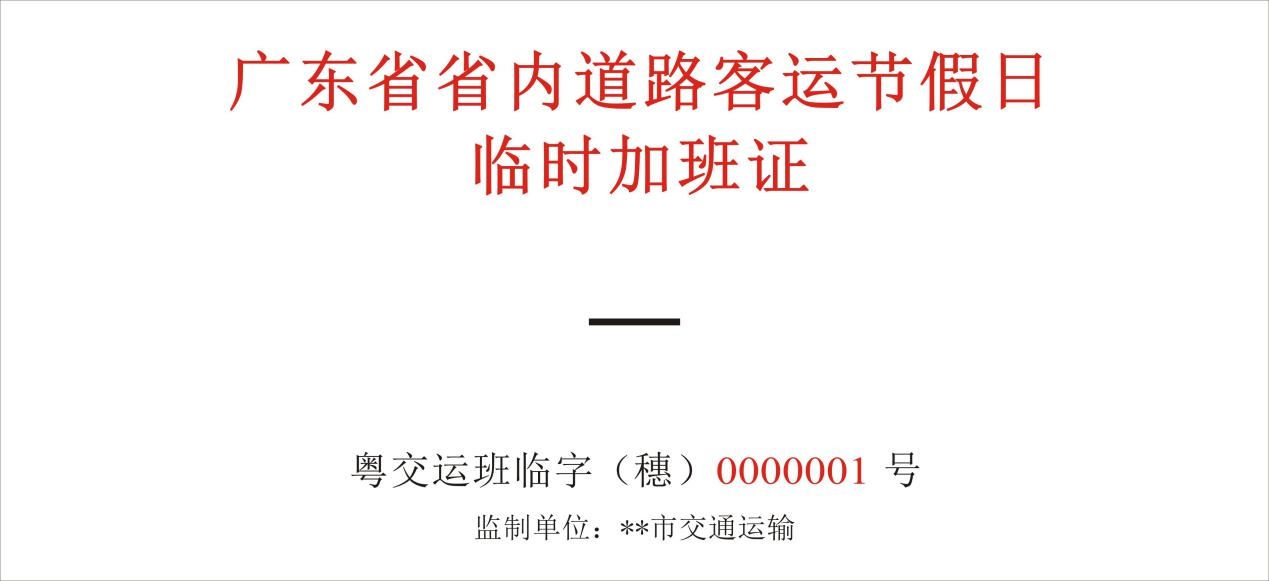 广东省省内道路客运节假日
临时加班证
—
粤交运班临字（穗）0000001 号
监制单位：**市交通运输